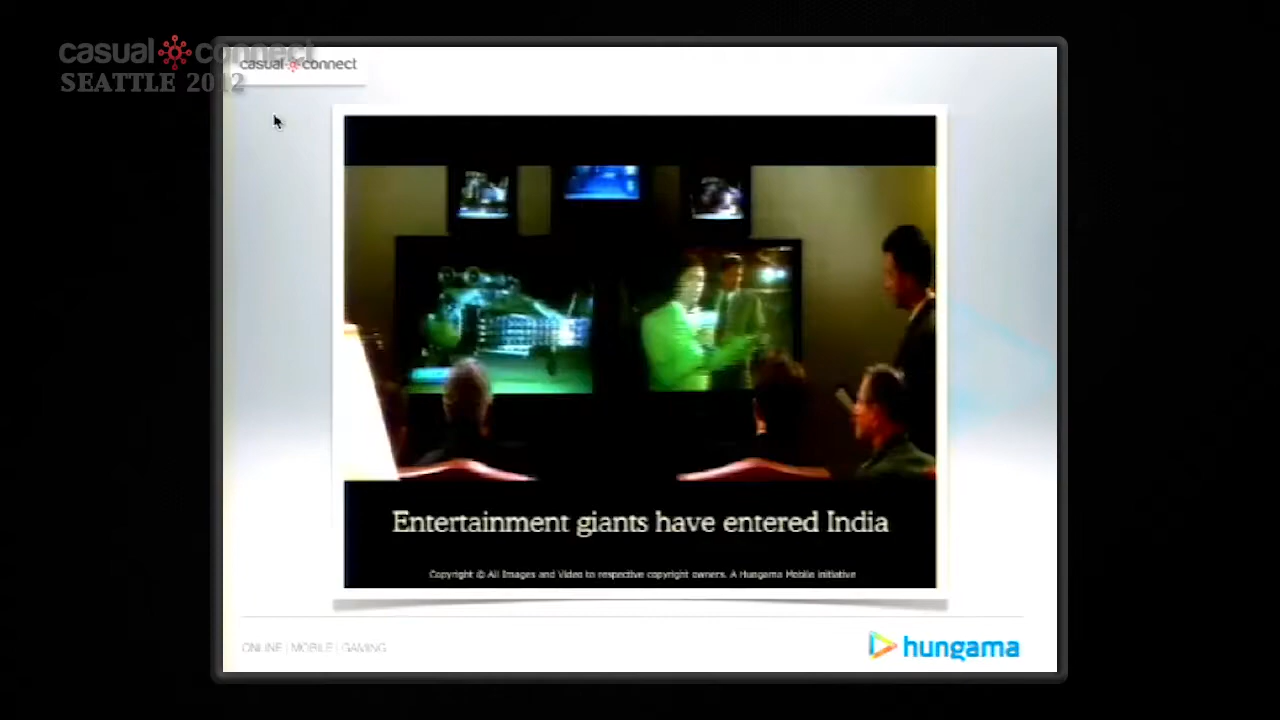 casual connect
SEATTLE 2012
casual connect
Entertainment giants have entered India
Copyright © All Images and Video to respective copyright owners. A Hungama Mobile initiative
ONLINE | MOBILE | GAMING
hungama